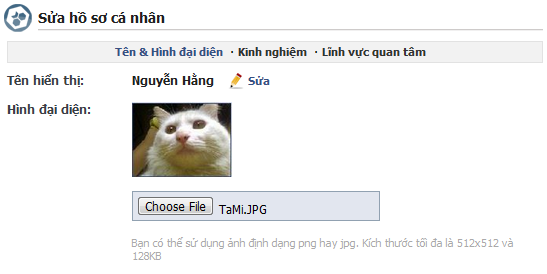 Sửa hồ sơ cá nhân
Tên & Hình đại diện · Kinh nghiệm · Lĩnh vực quan tâm
Tên hiển thị: Nguyễn Hằng Sửa
Hình đại diện:
Choose File TaMi.JPG
Bạn có thể sử dụng ảnh định dạng png hay jpg. Kích thước tối đa là 512x512 và
128KB